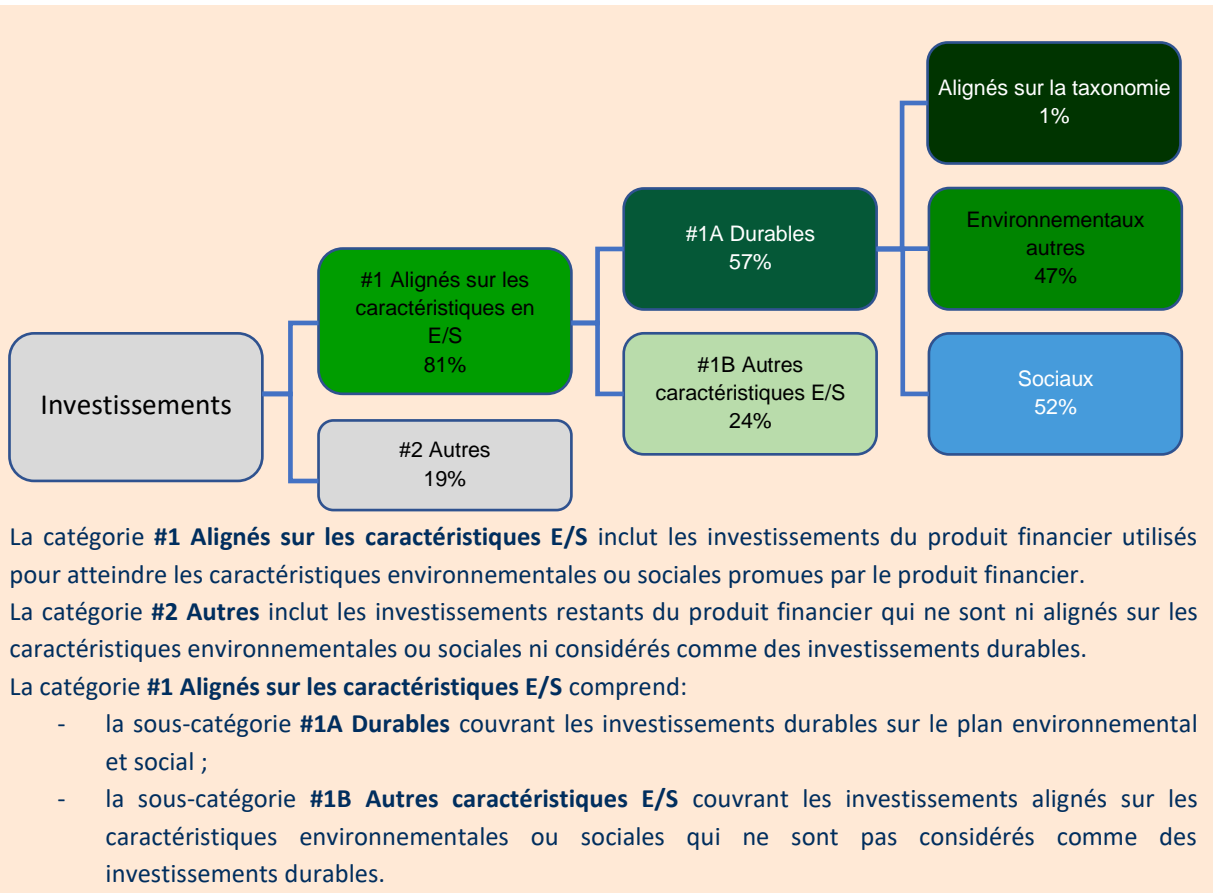 Alignés sur la taxonomie
1%
#1A Durables
57%
Environnementaux
autres
47%
#1 Alignés sur les
caractéristiques en
E/S
81%
#1B Autres
caractéristiques E/S
24%
Sociaux
52%
Investissements
#2 Autres
19%
La catégorie #1 Alignés sur les caractéristiques E/S inclut les investissements du produit financier utilisés
pour atteindre les caractéristiques environnementales ou sociales promues par le produit financier.
La catégorie #2 Autres inclut les investissements restants du produit financier qui ne sont ni alignés sur les
caractéristiques environnementales ou sociales ni considérés comme des investissements durables.
La catégorie #1 Alignés sur les caractéristiques E/S comprend:
- la sous-catégorie #1A Durables couvrant les investissements durables sur le plan environnemental
et social ;
- la sous-catégorie #1B Autres caractéristiques E/S couvrant les investissements alignés sur les
caractéristiques environnementales ou sociales qui ne sont pas considérés comme des
investissements durables.